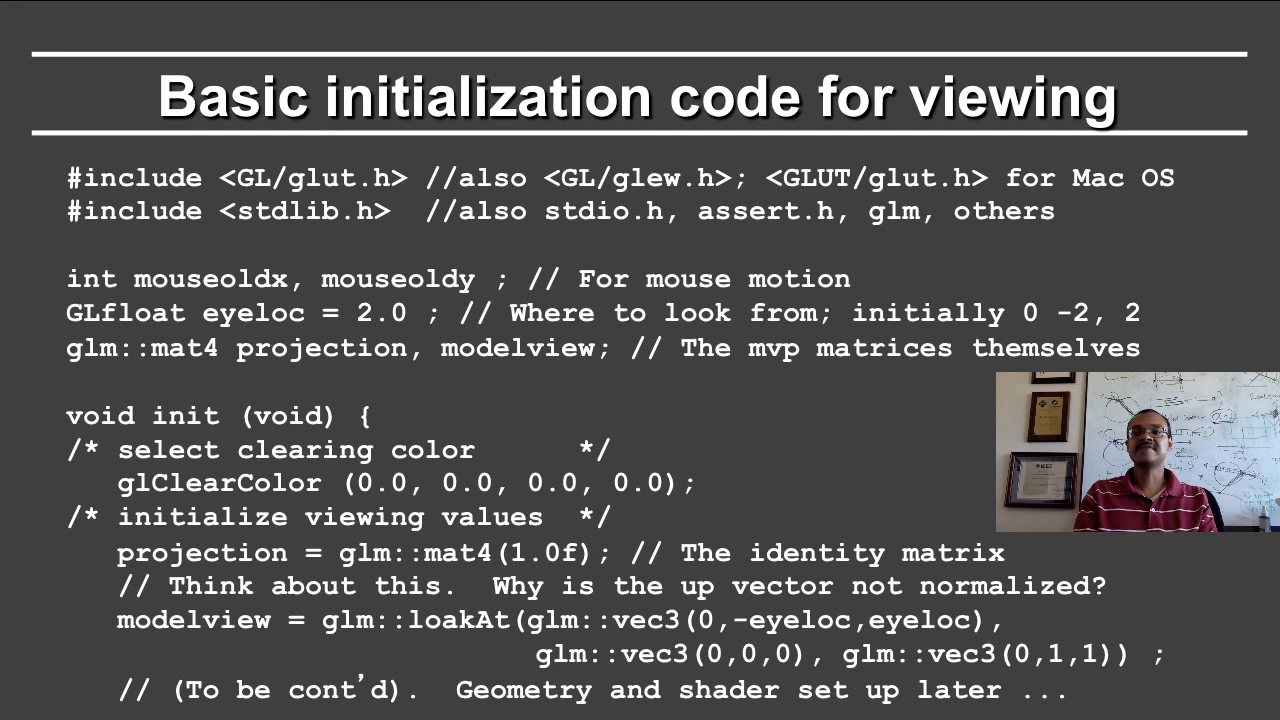 Basic initialization code for viewing
#include <GL/glut.h> //also <GL/glew.h>; <GLUT/glut.h> for Mac OS
#include <stdlib.h>  //also stdio.h, assert.h, glm, others
int mouseoldx, mouseoldy ; // For mouse motion
GLfloat eyeloc = 2.0 ; // Where to look from; initially 0 -2, 2
glm::mat4 projection, modelview; // The mvp matrices themselves
void init (void) {
/* select clearing color      */
glClearColor (0.0, 0.0, 0.0, 0.0);
/* initialize viewing values  */
projection = glm::mat4(1.0f); // The identity matrix
// Think about this.  Why is the up vector not normalized?
modelview = glm::loakAt(glm::vec3(0,-eyeloc,eyeloc),
glm::vec3(0,0,0), glm::vec3(0,1,1)) ;
// (To be cont’d).  Geometry and shader set up later ...